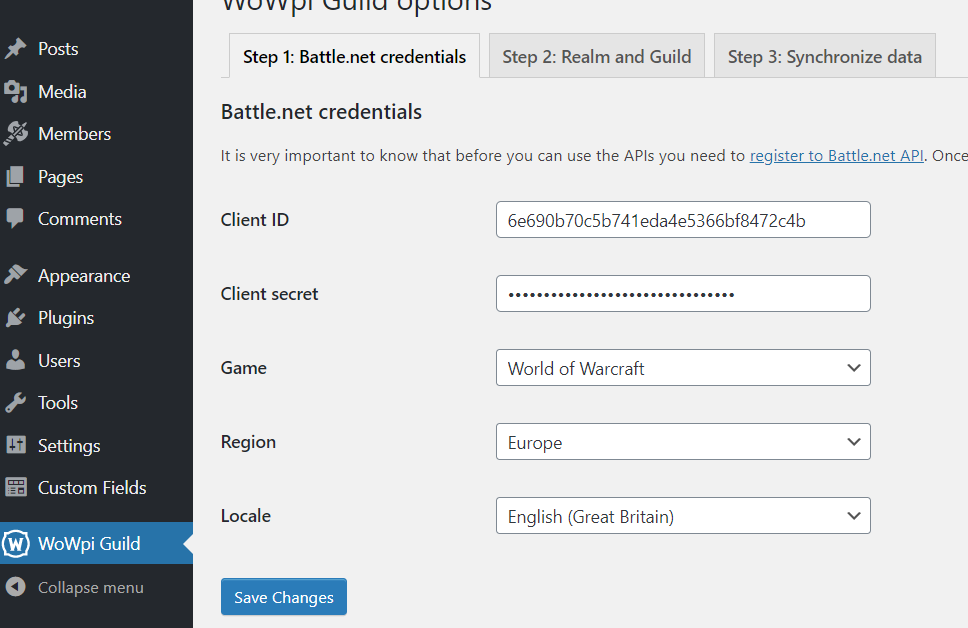 WoWpi Guild options
Posts
Media
Members
Pages
Comments
Appearance
Plugins
Users
Tools
Settings
Custom Fields
WoWpi Guild
Collapse menu
Step 1: Battle.net credentials
Step 2: Realm and Guild
Step 3: Synchronize data
Battle.net credentials
It is very important to know that before you can use the APIs you need to register to Battle.net API. Once
Client ID
6e690b70c5b741eda4e5366bf8472c4b
Client secret
••••••••••••••••••••••••••••••••
Game
World of Warcraft
Region
Europe
Locale
English (Great Britain)
Save Changes